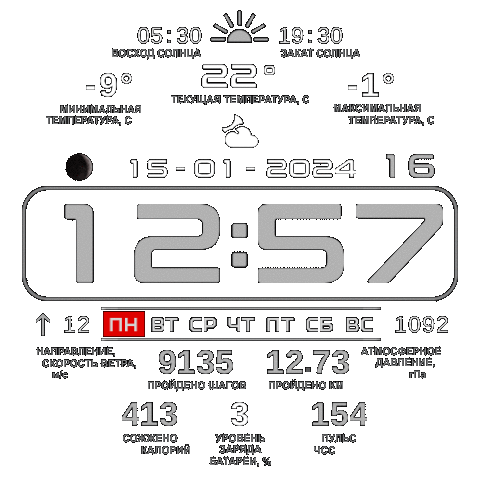 05:30 19:30
ВОСХОД СОЛНЦА ЗАКАТ СОЛНЦА
-9° 22° -1°
ТЕКУЩАЯ ТЕМПЕРАТУРА, С
МИНИМАЛЬНАЯ
ТЕМПЕРАТУРА, С
МАКСИМАЛЬНАЯ
ТЕМПЕРАТУРА, С
15-01-2024 16
12:57
12 ПН ВТ СР ЧТ ПТ СБ ВС 1092
НАПРАВЛЕНИЕ,
СКОРОСТЬ ВЕТРА,
м/с
9135
ПРОЙДЕНО ШАГОВ
12.73
ПРОЙДЕНО КМ
АТМОСФЕРНОЕ
ДАВЛЕНИЕ,
гПа
413
СОЖЖЕНО
КАЛОРИЙ
3
УРОВЕНЬ
ЗАРЯДА
БАТАРЕИ, %
154
ПУЛЬС
ЧСС